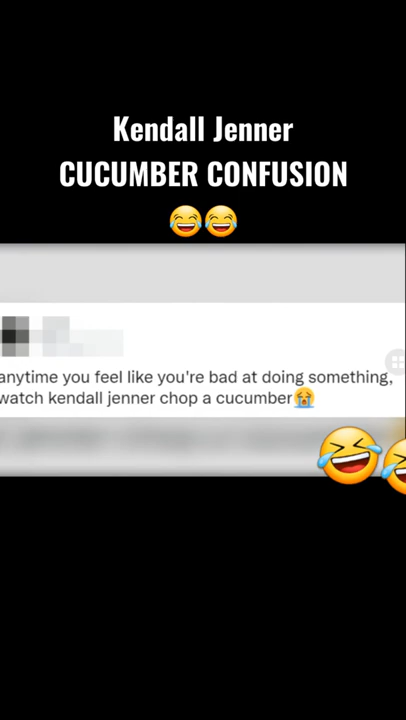 Kendall Jenner
CUCUMBER CONFUSION
😂😂
anytime you feel like you're bad at doing something,
watch kendall jenner chop a cucumber😭